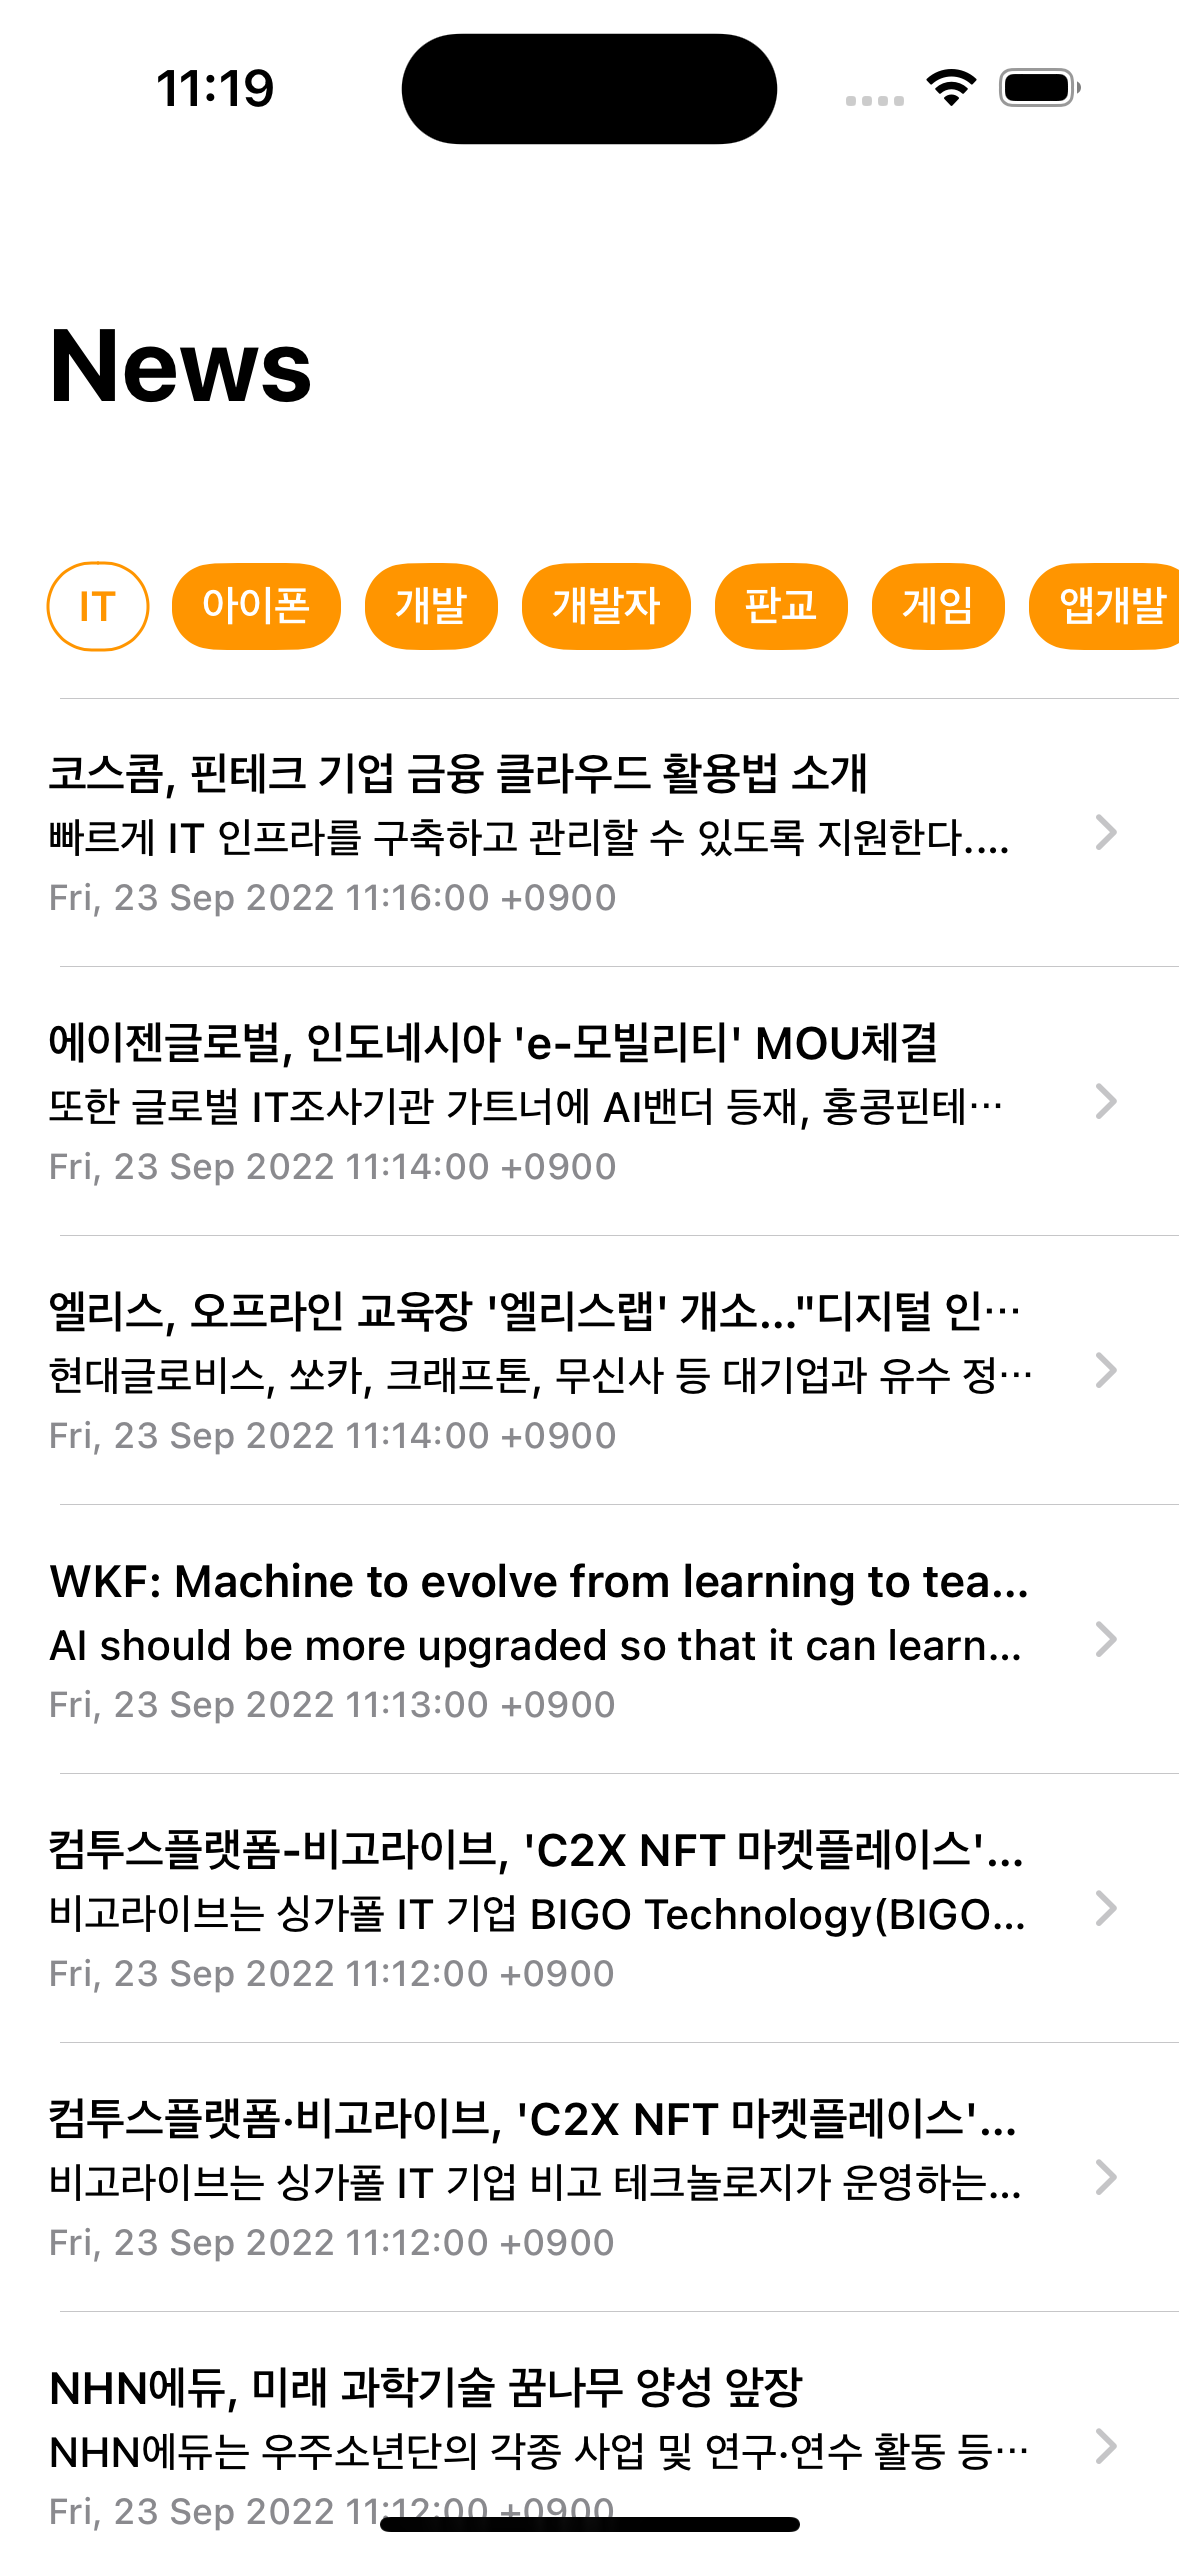 11:19
News
IT 아이폰 개발 개발자 판교 게임 앱개발
코스콤, 핀테크 기업 금융 클라우드 활용법 소개
빠르게 IT 인프라를 구축하고 관리할 수 있도록 지원한다....
Fri, 23 Sep 2022 11:16:00 +0900
에이젠글로벌, 인도네시아 'e-모빌리티' MOU체결
또한 글로벌 IT조사기관 가트너에 AI밴더 등재, 홍콩핀테…
Fri, 23 Sep 2022 11:14:00 +0900
엘리스, 오프라인 교육장 '엘리스랩' 개소..."디지털 인…
현대글로비스, 쏘카, 크래프톤, 무신사 등 대기업과 유수 정…
Fri, 23 Sep 2022 11:14:00 +0900
WKF: Machine to evolve from learning to tea...
AI should be more upgraded so that it can learn...
Fri, 23 Sep 2022 11:13:00 +0900
컴투스플랫폼-비고라이브, 'C2X NFT 마켓플레이스'...
비고라이브는 싱가폴 IT 기업 BIGO Technology(BIGO...
Fri, 23 Sep 2022 11:12:00 +0900
컴투스플랫폼·비고라이브, 'C2X NFT 마켓플레이스'...
비고라이브는 싱가폴 IT 기업 비고 테크놀로지가 운영하는...
Fri, 23 Sep 2022 11:12:00 +0900
NHN에듀, 미래 과학기술 꿈나무 양성 앞장
NHN에듀는 우주소년단의 각종 사업 및 연구·연수 활동 등…
Fri, 23 Sep 2022 11:12:00 +0900